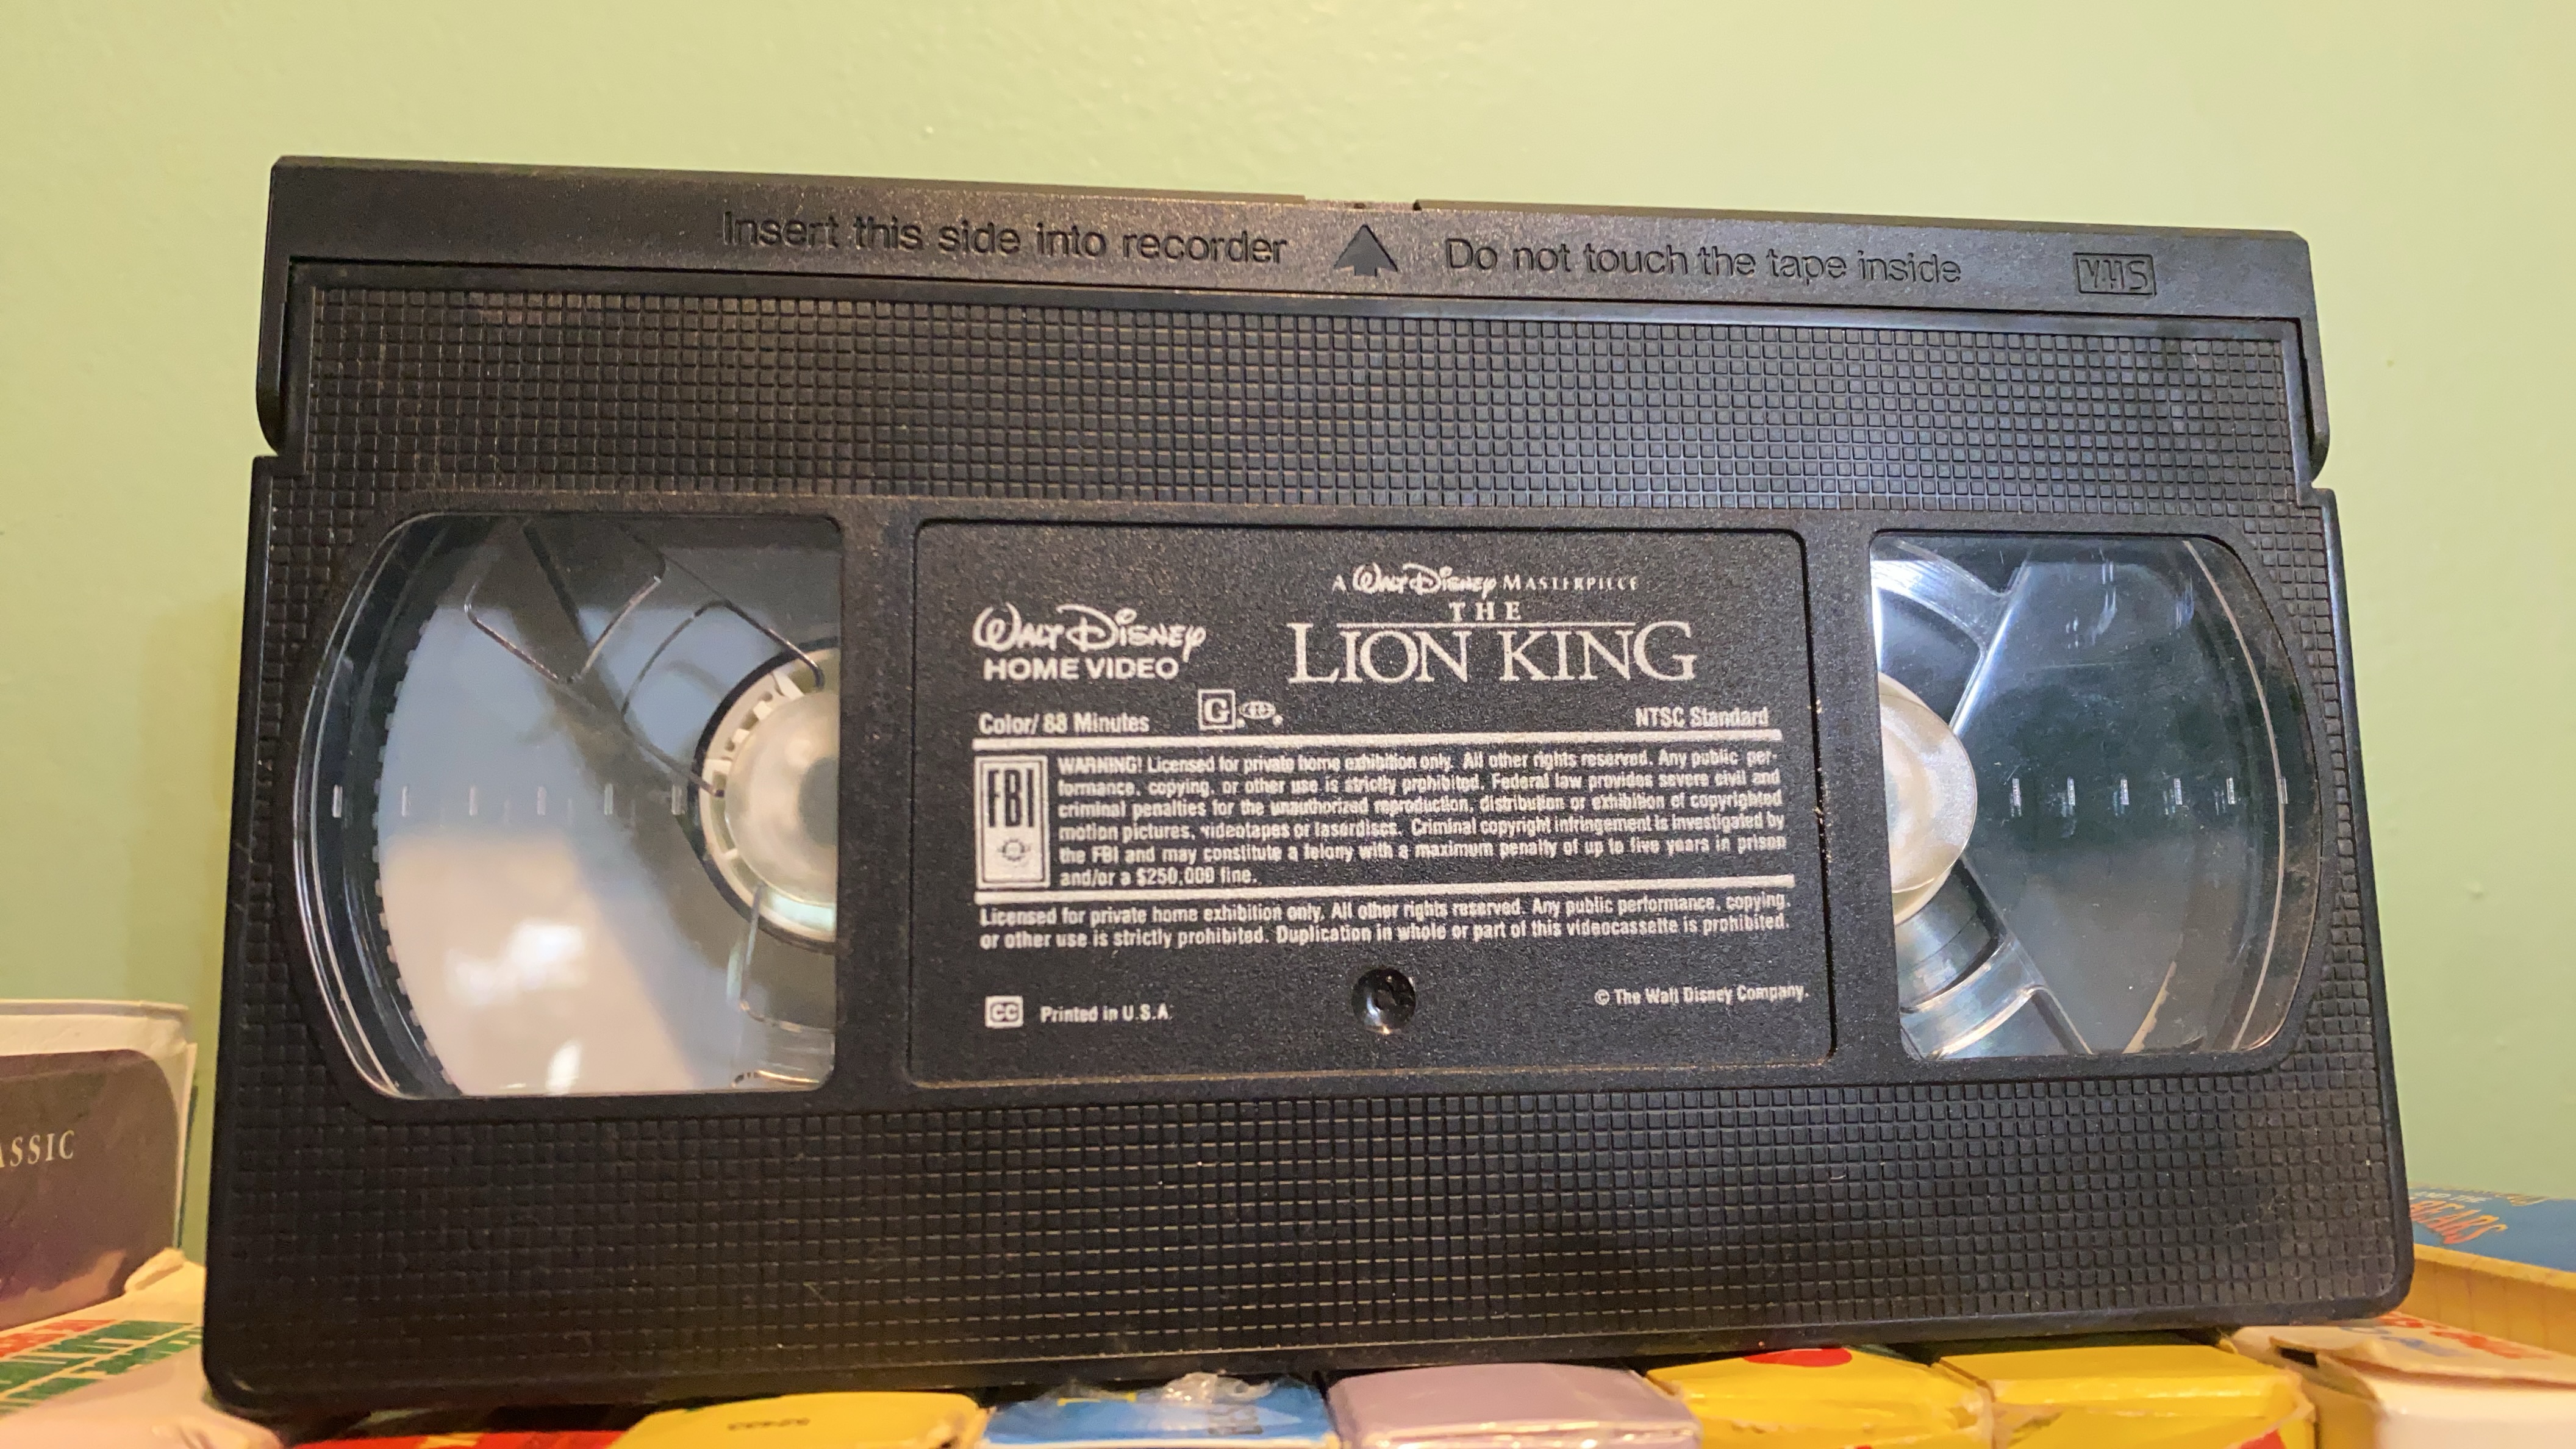 Insert this side into recorder Do not touch the tape inside VHS
A WALT DISNEY MASTERPIECE
THE
WALT DISNEY
HOME VIDEO
LION KING
Color/ 88 Minutes G NTSC Standard
FBI
WARNING! Licensed for private home exhibition only. All other rights reserved. Any public per-
formance, copying, or other use is strictly prohibited. Federal law provides severe civil and
criminal penalties for the unauthorized reproduction, distribution or exhibition of copyrighted
motion pictures, videotapes or laserdiscs. Criminal copyright infringement is investigated by
the FBI and may constitute a felony with a maximum penalty of up to five years in prison
and/or a $250,000 fine.
Licensed for private home exhibition only. All other rights reserved. Any public performance, copying,
or other use is strictly prohibited. Duplication in whole or part of this videocassette is prohibited.
CC Printed in U.S.A. © The Walt Disney Company.
ASSIC